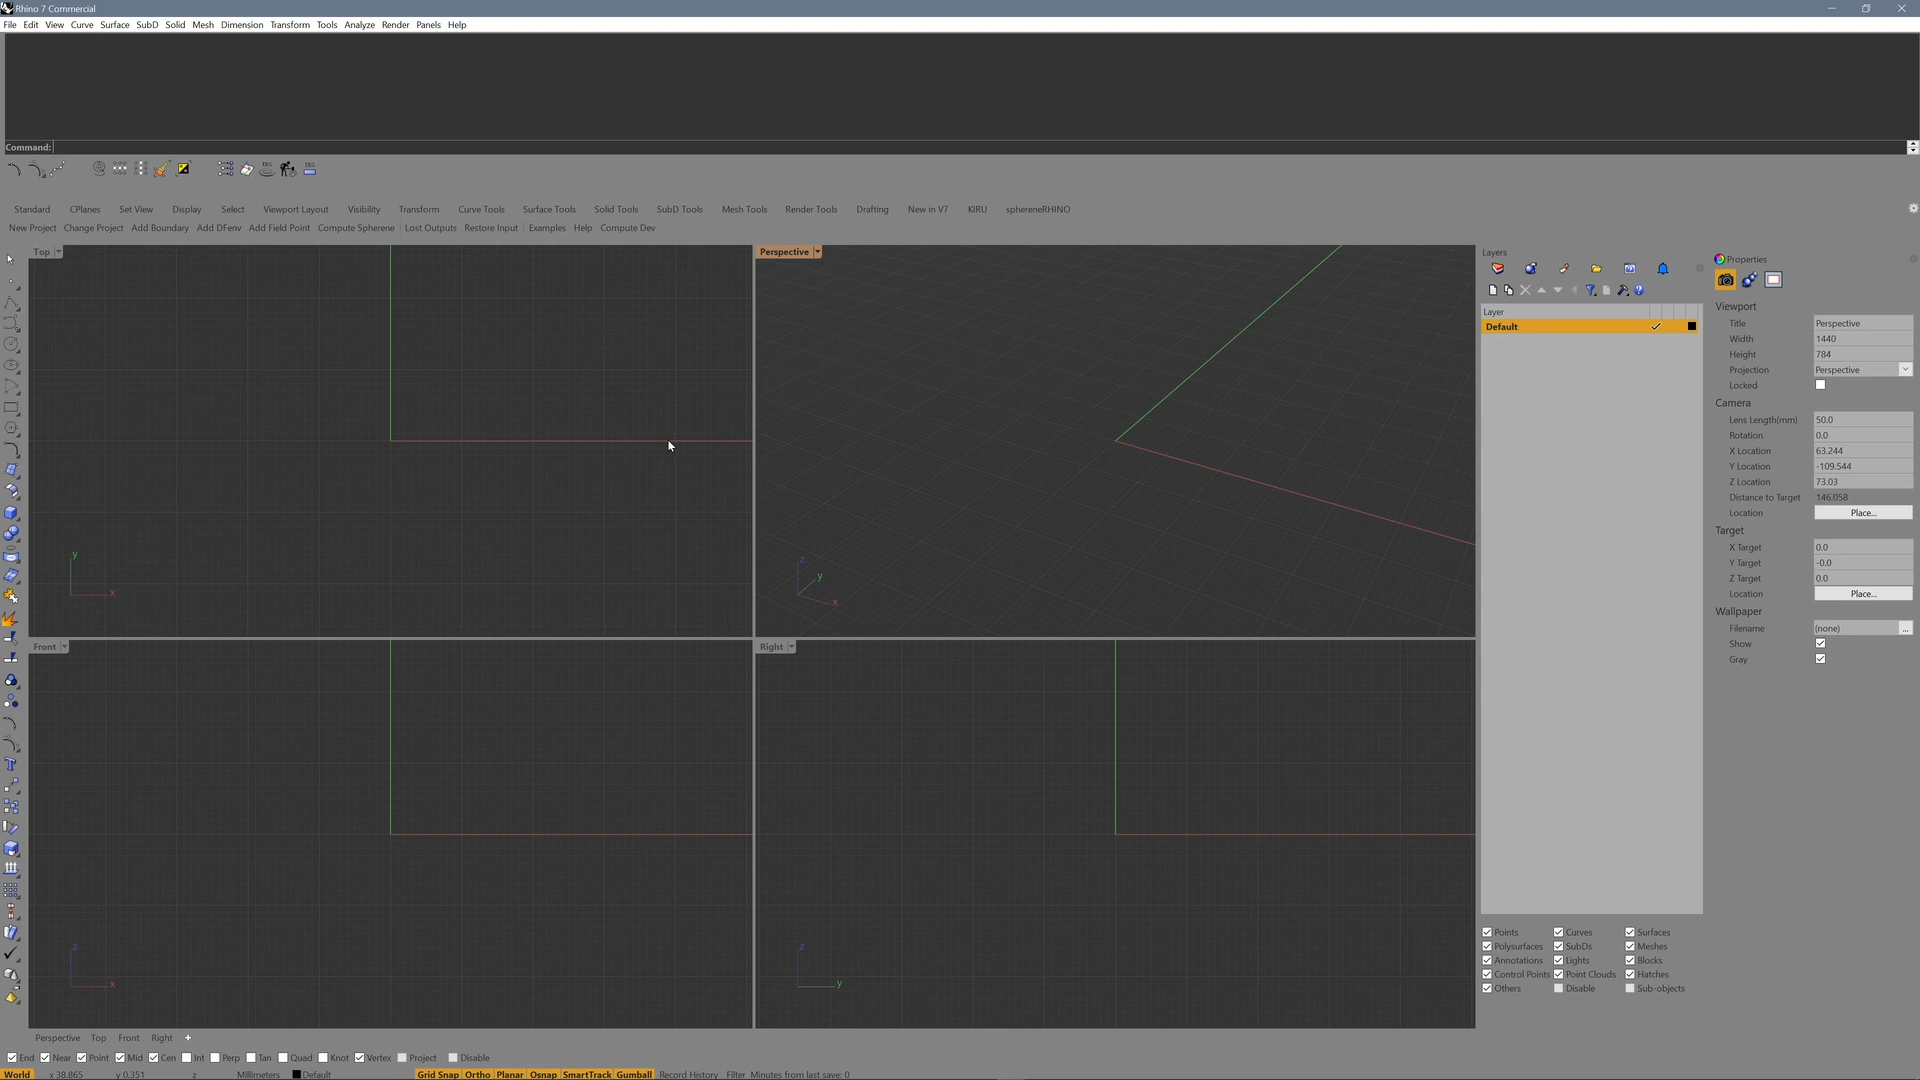 Rhino 7 Commercial
File Edit View Curve Surface SubD Solid Mesh Dimension Transform Tools Analyze Render Panels Help
Command:
Standard CPlanes Set View Display Select Viewport Layout Visibility Transform Curve Tools Surface Tools Solid Tools SubD Tools Mesh Tools Render Tools Drafting New in V7 KIRU sphereneRHINO
New Project Change Project Add Boundary Add DFenv Add Field Point Compute Spherene Lost Outputs Restore Input Examples Help Compute Dev
Top
y
x
Perspective
z
y
x
Front
z
x
Right
z
y
Layers
Layer
Default
Points Curves Surfaces
Polysurfaces SubDs Meshes
Annotations Lights Blocks
Control Points Point Clouds Hatches
Others Disable Sub-objects
Properties
Viewport
Title Perspective
Width 1440
Height 784
Projection Perspective
Locked
Camera
Lens Length(mm) 50.0
Rotation 0.0
X Location 63.244
Y Location -109.544
Z Location 73.03
Distance to Target 146.058
Location Place...
Target
X Target 0.0
Y Target -0.0
Z Target 0.0
Location Place...
Wallpaper
Filename (none) ...
Show
Gray
Perspective Top Front Right
End Near Point Mid Cen Int Perp Tan Quad Knot Vertex Project Disable
World x 38.865 y 0.351 z Millimeters Default Grid Snap Ortho Planar Osnap SmartTrack Gumball Record History Filter Minutes from last save: 0